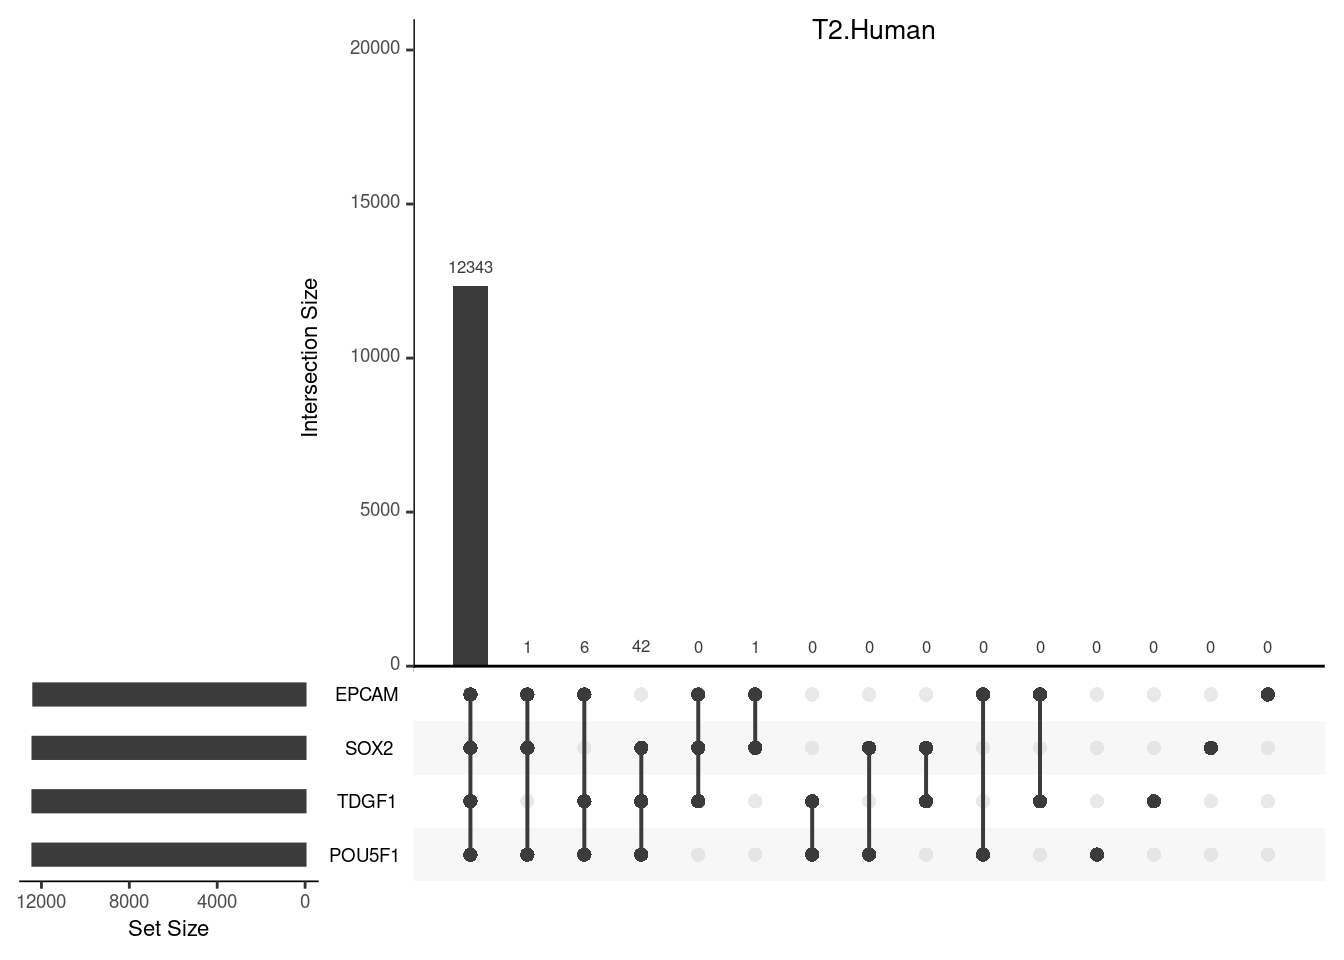 T2.Human
20000
15000
10000
5000
0
Intersection Size
12343
1 6 42 0 1 0 0 0 0 0 0 0 0 0
EPCAM
SOX2
TDGF1
POU5F1
12000 8000 4000 0
Set Size